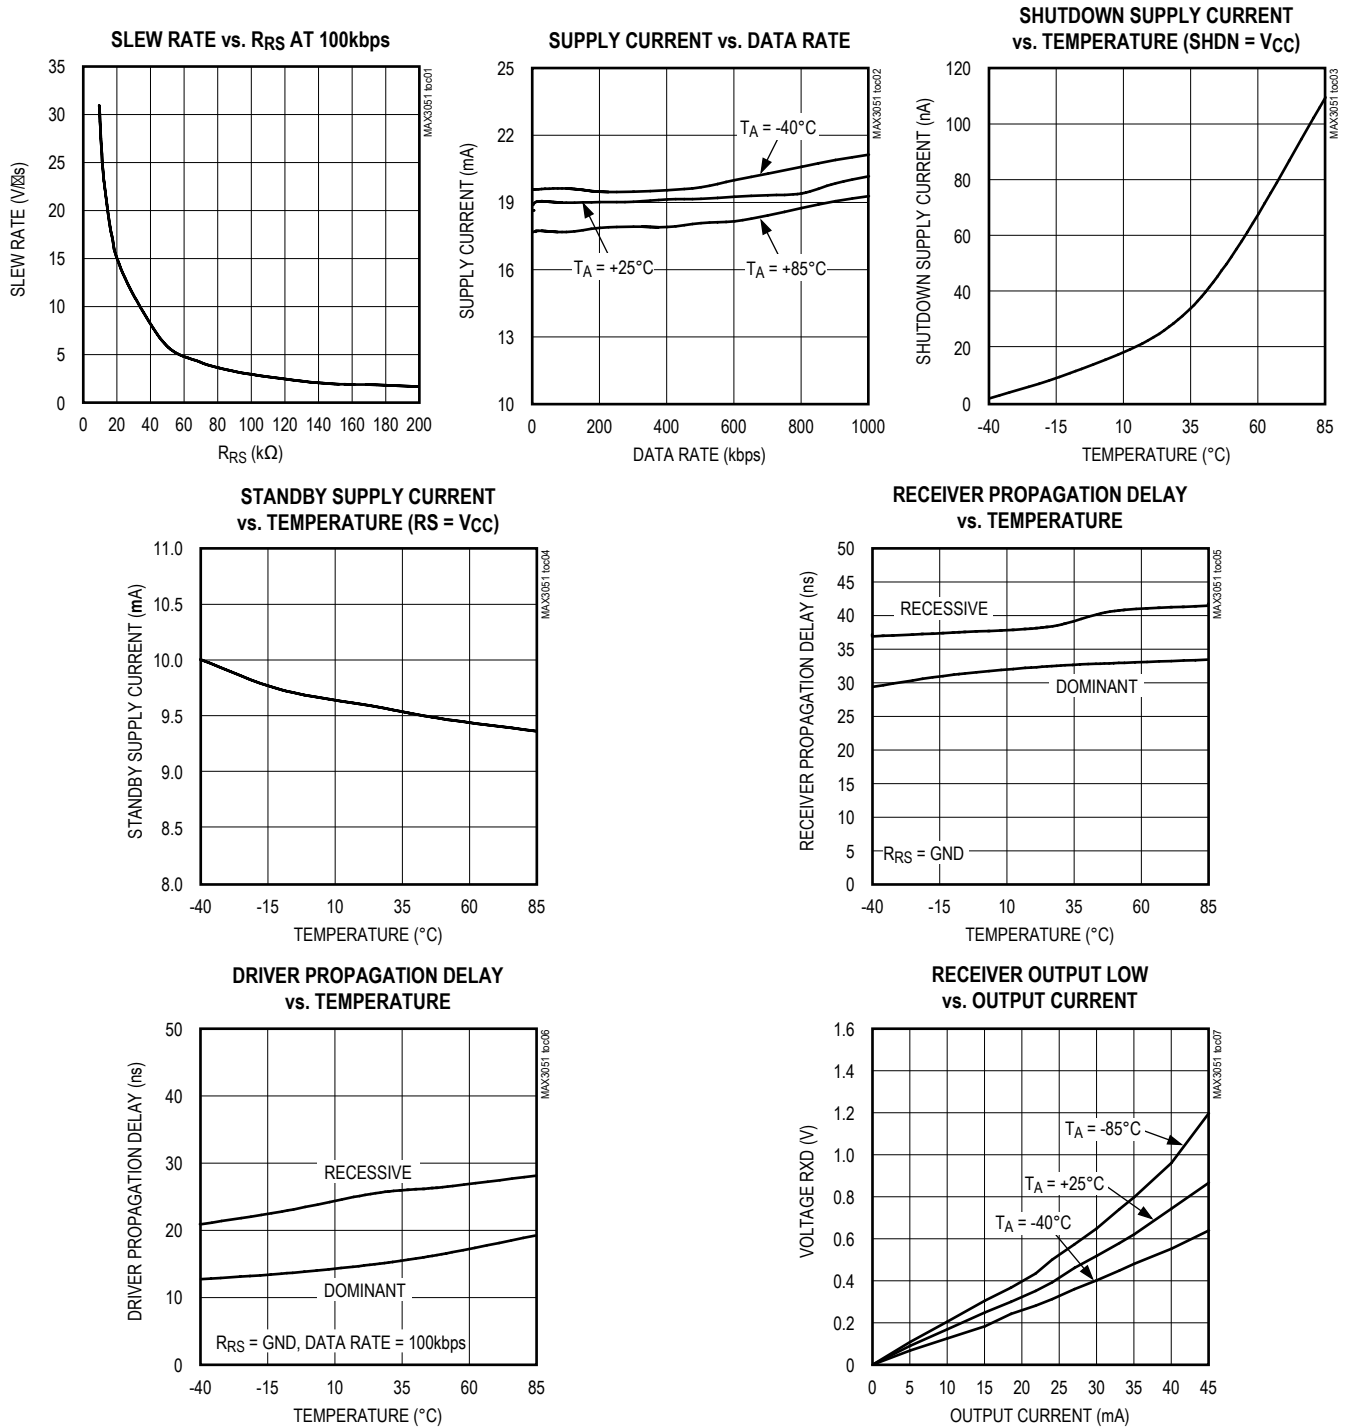 SLEW RATE vs. RRS AT 100kbps
35
30
25
20
15
10
5
0
SLEW RATE (V/☒s)
0 20 40 60 80 100 120 140 160 180 200
RRS (kΩ)
MAX3051 toc01
SUPPLY CURRENT vs. DATA RATE
25
22
19
16
13
10
SUPPLY CURRENT (mA)
TA = -40°C
TA = +25°C
TA = +85°C
0 200 400 600 800 1000
DATA RATE (kbps)
MAX3051 toc02
SHUTDOWN SUPPLY CURRENT
vs. TEMPERATURE (SHDN = VCC)
120
100
80
60
40
20
0
SHUTDOWN SUPPLY CURRENT (nA)
-40 -15 10 35 60 85
TEMPERATURE (°C)
MAX3051 toc03
STANDBY SUPPLY CURRENT
vs. TEMPERATURE (RS = VCC)
11.0
10.5
10.0
9.5
9.0
8.5
8.0
STANDBY SUPPLY CURRENT (mA)
-40 -15 10 35 60 85
TEMPERATURE (°C)
MAX3051 toc04
RECEIVER PROPAGATION DELAY
vs. TEMPERATURE
50
45
40
35
30
25
20
15
10
5
0
RECEIVER PROPAGATION DELAY (ns)
RECESSIVE
DOMINANT
RRS = GND
-40 -15 10 35 60 85
TEMPERATURE (°C)
MAX3051 toc05
DRIVER PROPAGATION DELAY
vs. TEMPERATURE
50
40
30
20
10
0
DRIVER PROPAGATION DELAY (ns)
RECESSIVE
DOMINANT
RRS = GND, DATA RATE = 100kbps
-40 -15 10 35 60 85
TEMPERATURE (°C)
MAX3051 toc06
RECEIVER OUTPUT LOW
vs. OUTPUT CURRENT
1.6
1.4
1.2
1.0
0.8
0.6
0.4
0.2
0
VOLTAGE RXD (V)
TA = -85°C
TA = +25°C
TA = -40°C
0 5 10 15 20 25 30 35 40 45
OUTPUT CURRENT (mA)
MAX3051 toc07